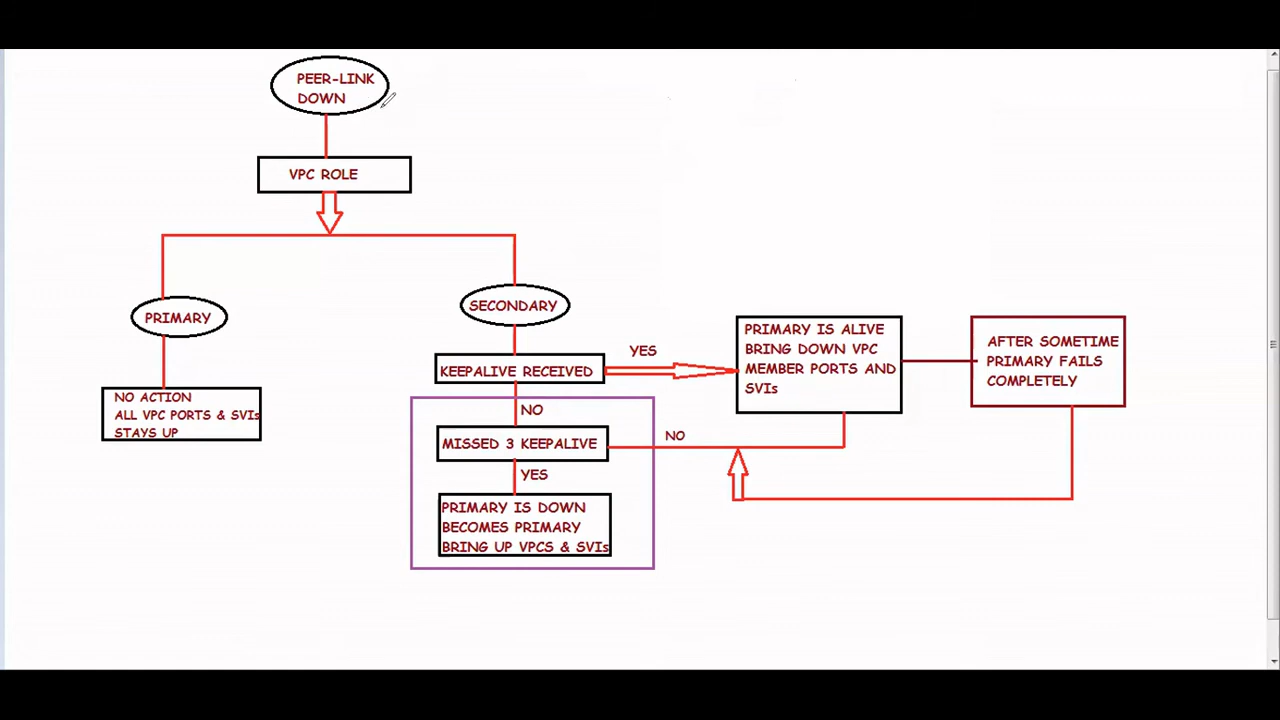 PEER-LINK
DOWN
VPC ROLE
PRIMARY
SECONDARY
NO ACTION
ALL VPC PORTS & SVIs
STAYS UP
KEEPALIVE RECEIVED
YES
PRIMARY IS ALIVE
BRING DOWN VPC
MEMBER PORTS AND
SVIs
AFTER SOMETIME
PRIMARY FAILS
COMPLETELY
NO
MISSED 3 KEEPALIVE
NO
YES
PRIMARY IS DOWN
BECOMES PRIMARY
BRING UP VPCS & SVIs